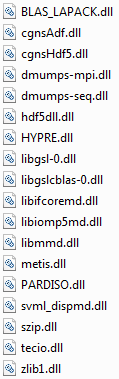 BLAS_LAPACK.dll
cgnsAdf.dll
cgnsHdf5.dll
dmumps-mpi.dll
dmumps-seq.dll
hdf5dll.dll
HYPRE.dll
libgsl-0.dll
libgslcblas-0.dll
libifcoremd.dll
libiomp5md.dll
libmmd.dll
metis.dll
PARDISO.dll
svml_dispmd.dll
szip.dll
tecio.dll
zlib1.dll